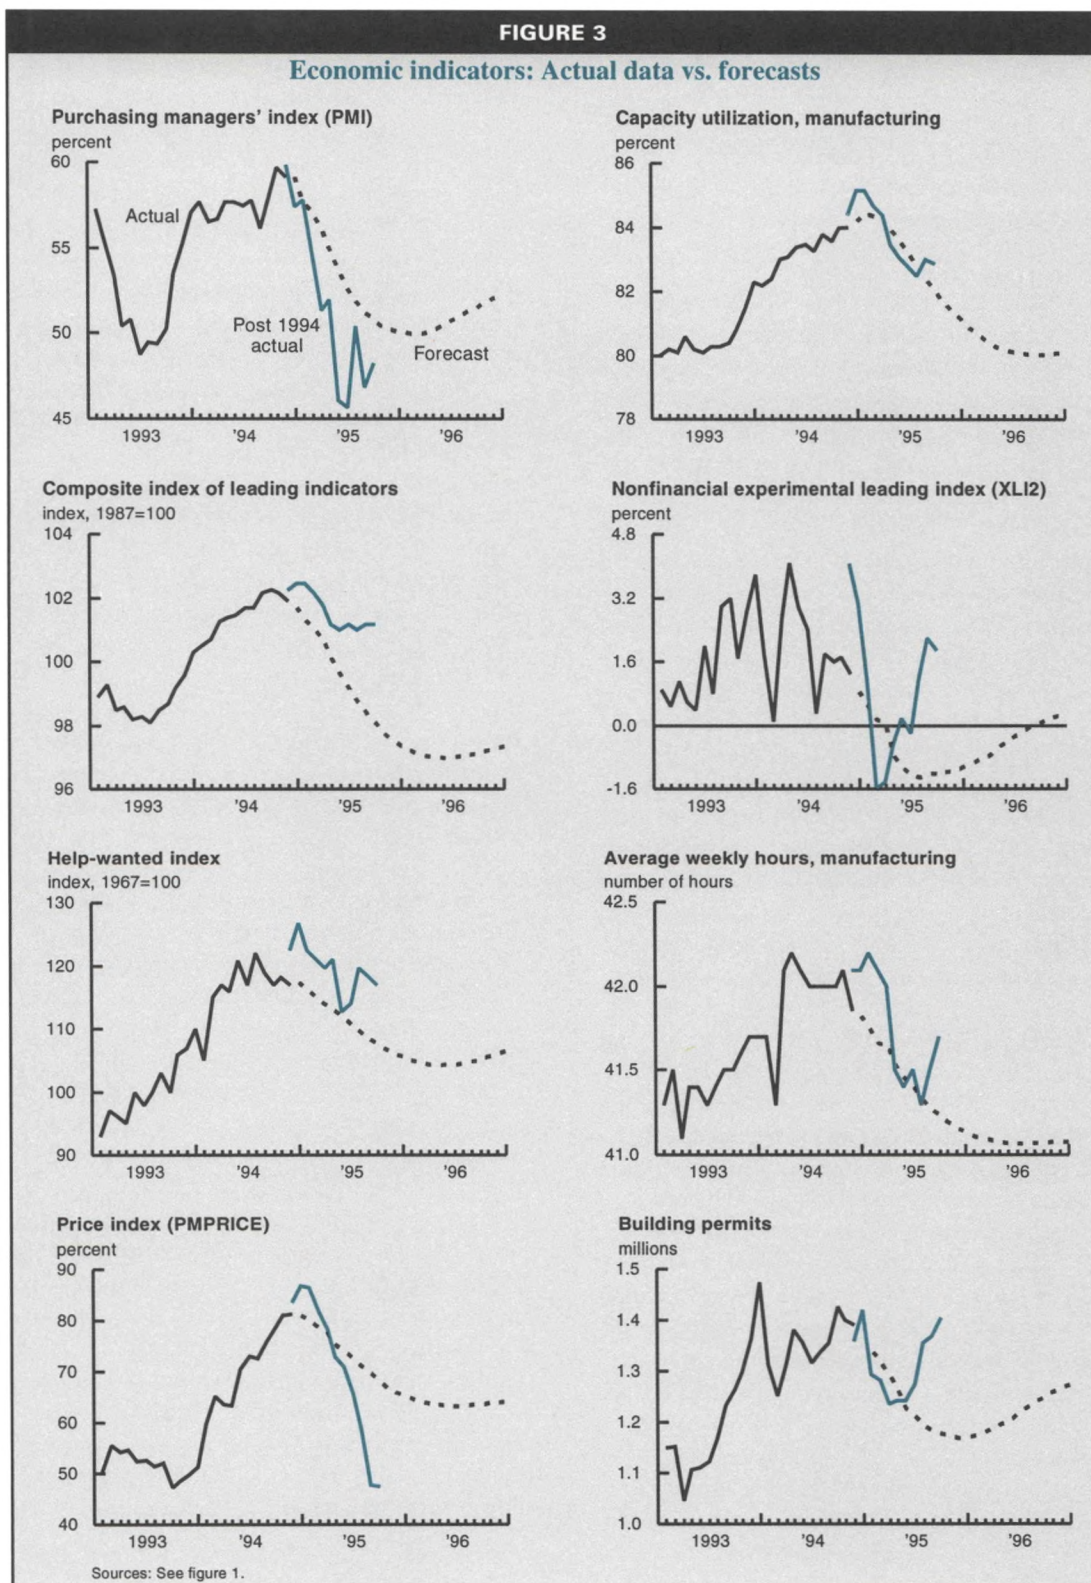 FIGURE 3
Economic indicators: Actual data vs. forecasts
Purchasing managers' index (PMI)
percent
60
55
50
45
Actual
Post 1994
actual
Forecast
1993 '94 '95 '96
Capacity utilization, manufacturing
percent
86
84
82
80
78
1993 '94 '95 '96
Composite index of leading indicators
index, 1987=100
104
102
100
98
96
1993 '94 '95 '96
Nonfinancial experimental leading index (XLI2)
percent
4.8
3.2
1.6
0.0
-1.6
1993 '94 '95 '96
Help-wanted index
index, 1967=100
130
120
110
100
90
1993 '94 '95 '96
Average weekly hours, manufacturing
number of hours
42.5
42.0
41.5
41.0
1993 '94 '95 '96
Price index (PMPRICE)
percent
90
80
70
60
50
40
1993 '94 '95 '96
Building permits
millions
1.5
1.4
1.3
1.2
1.1
1.0
1993 '94 '95 '96
Sources: See figure 1.